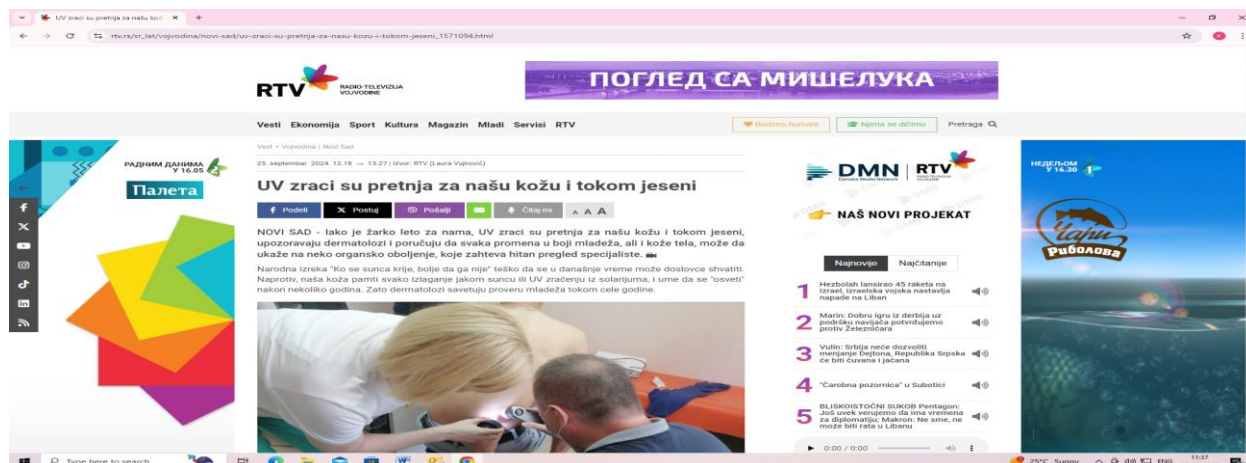 UV zraci su pretnja za našu kož
rtv.rs/sr_lat/vojvodina/novi-sad/uv-zraci-su-pretnja-za-nasu-kozu-i-tokom-jeseni_1571094.html
RTV RADIO-TELEVIZIJA
VOJVODINE
ПОГЛЕД СА МИШЕЛУКА
Vesti Ekonomija Sport Kultura Magazin Mladi Servisi RTV
Budimo humani
Njima se dičimo
Pretraga
Vesti > Vojvodina | Novi Sad
25. septembar 2024. 12.18 → 13:27 | Izvor: RTV (Laura Vujković)
UV zraci su pretnja za našu kožu i tokom jeseni
Podeli
Postuj
Pošalji
Čitaj mi
A A A
NOVI SAD - Iako je žarko leto za nama, UV zraci su pretnja za našu kožu i tokom jeseni,
upozoravaju dermatolozi i poručuju da svaka promena u boji mladeža, ali i kože tela, može da
ukaže na neko organsko oboljenje, koje zahteva hitan pregled specijaliste.
Narodna izreka "Ko se sunca krije, bolje da ga nije" teško da se u današnje vreme može doslovce shvatiti.
Naprotiv, naša koža pamti svako izlaganje jakom suncu ili UV zračenju iz solarijuma, i ume da se "osveti"
nakon nekoliko godina. Zato dermatolozi savetuju proveru mladeža tokom cele godine.
РАДНИМ ДАНИМА
У 16.05
Палета
DMN RTV
Danube Media Network
NAŠ NOVI PROJEKAT
Najnovije
Najčitanije
1 Hezbolah lansirao 45 raketa na
Izrael, izraelska vojska nastavlja
napade na Liban
2 Marin: Dobru igru iz derbija uz
podršku navijača potvrđujemo
protiv Železničara
3 Vulin: Srbija neće dozvoliti
menjanje Dejtona, Republika Srpska
će biti čuvana i jačana
4 "Čarobna pozornica" u Subotici
5 BLISKOISTOČNI SUKOB Pentagon:
Još uvek verujemo da ima vremena
za diplomatiju; Makron: Ne sme, ne
može biti rata u Libanu
0:00 / 0:00
НЕДЕЉОМ
У 16.30
Чари
Риболова
Type here to search
25°C Sunny
ENG
11:37